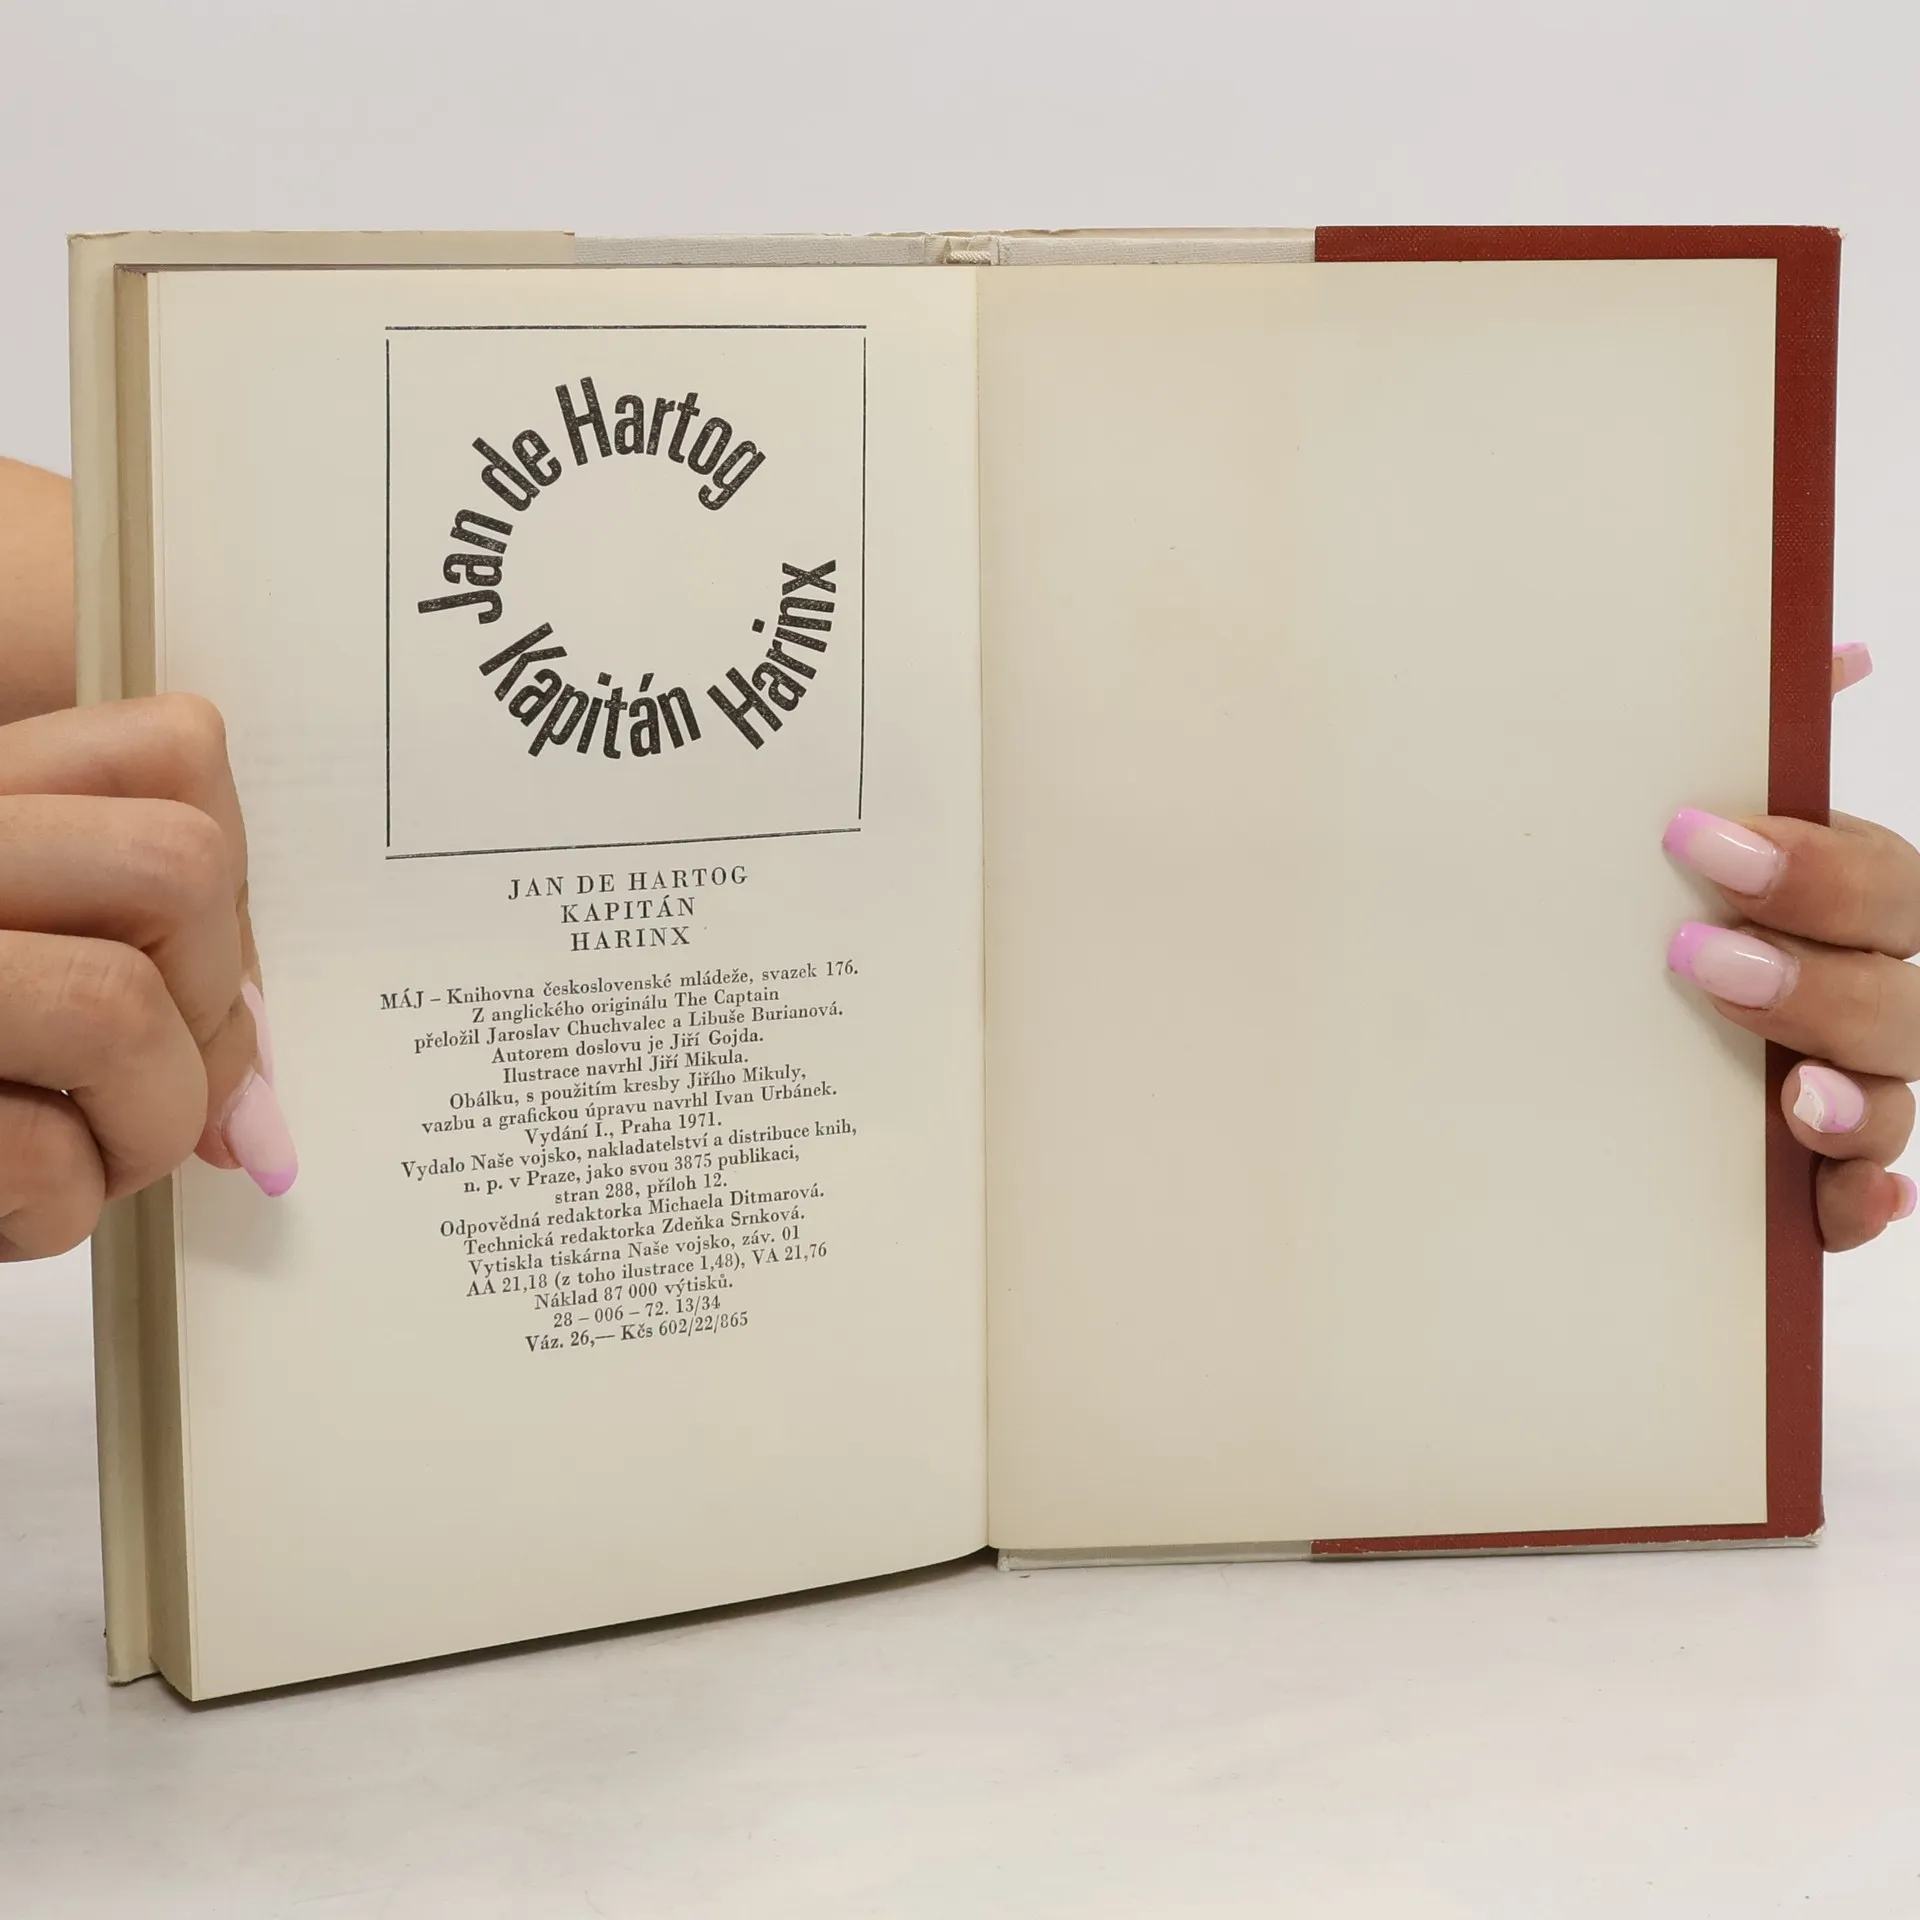 Jan de Hartog
Kapitán Harinx
JAN DE HARTOG
KAPITÁN
HARINX
MÁJ – Knihovna československé mládeže, svazek 176.
Z anglického originálu The Captain
přeložil Jaroslav Chuchvalec a Libuše Burianová.
Autorem doslovu je Jiří Gojda.
Ilustrace navrhl Jiří Mikula.
Obálku, s použitím kresby Jiřího Mikuly,
vazbu a grafickou úpravu navrhl Ivan Urbánek.
Vydání I., Praha 1971.
Vydalo Naše vojsko, nakladatelství a distribuce knih,
n. p. v Praze, jako svou 3875 publikaci,
stran 288, příloh 12.
Odpovědná redaktorka Michaela Ditmarová.
Technická redaktorka Zdeňka Srnková.
Vytiskla tiskárna Naše vojsko, záv. 01
AA 21,18 (z toho ilustrace 1,48), VA 21,76
Náklad 87 000 výtisků.
28 – 006 – 72. 13/34
Váz. 26,— Kčs 602/22/865